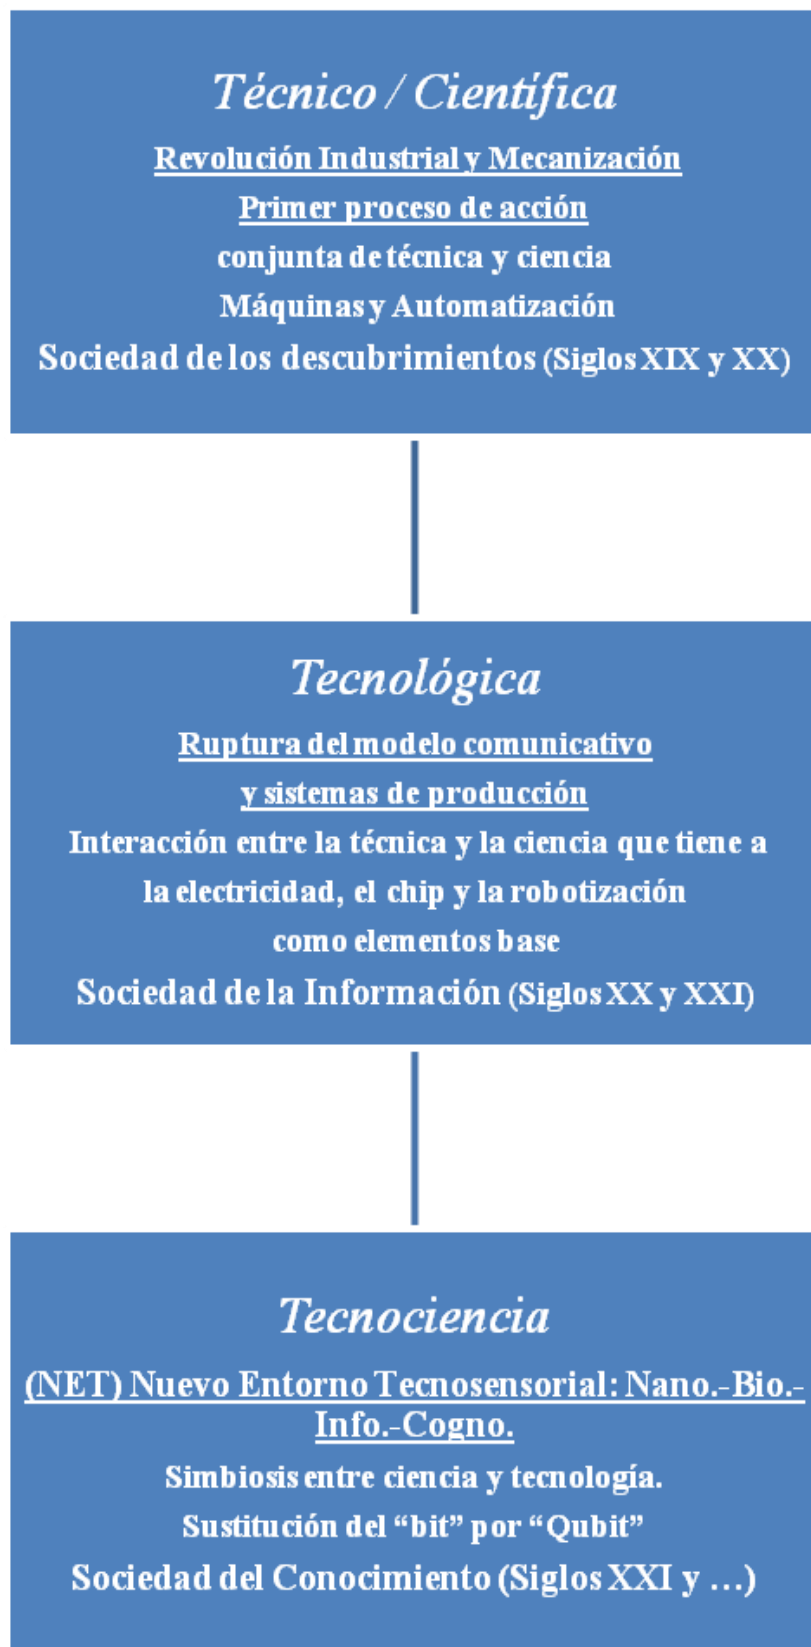 Técnico / Científica
Revolución Industrial y Mecanización
Primer proceso de acción
conjunta de técnica y ciencia
Máquinas y Automatización
Sociedad de los descubrimientos (Siglos XIX y XX)
Tecnológica
Ruptura del modelo comunicativo
y sistemas de producción
Interacción entre la técnica y la ciencia que tiene a
la electricidad, el chip y la robotización
como elementos base
Sociedad de la Información (Siglos XX y XXI)
Tecnociencia
(NET) Nuevo Entorno Tecnosensorial: Nano.-Bio.-
Info.-Cogno.
Simbiosis entre ciencia y tecnología.
Sustitución del “bit” por “Qubit”
Sociedad del Conocimiento (Siglos XXI y …)